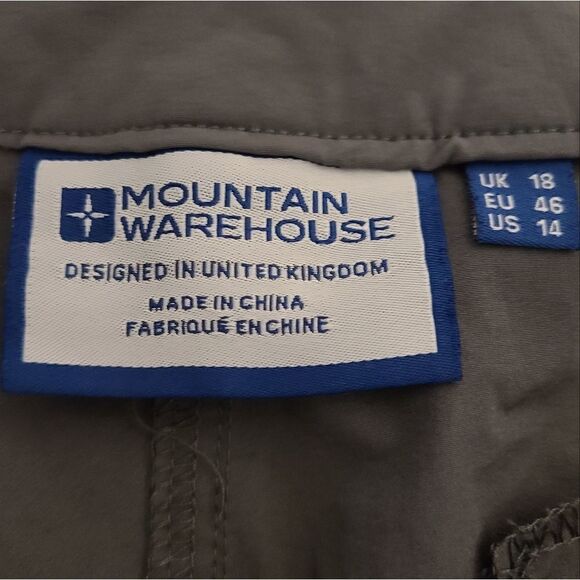 MOUNTAIN
WAREHOUSE
DESIGNED IN UNITED KINGDOM
MADE IN CHINA
FABRIQUÉ EN CHINE
UK 18
EU 46
US 14